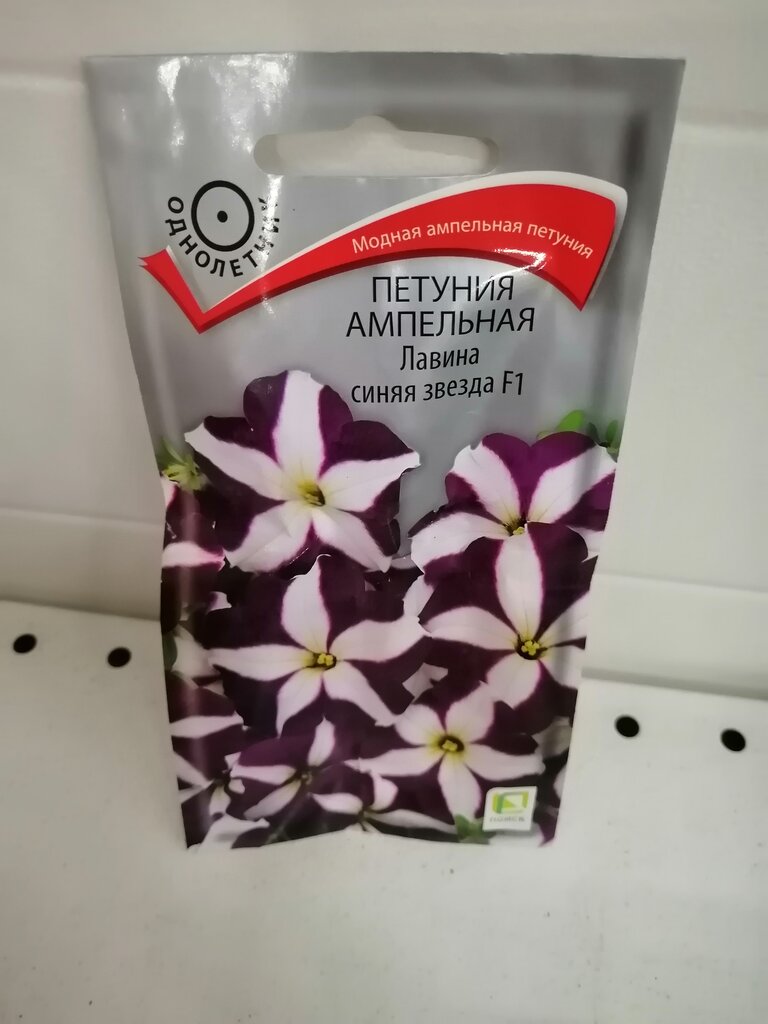 ОДНОЛЕТНИК
Модная ампельная петуния
ПЕТУНИЯ
АМПЕЛЬНАЯ
Лавина
синяя звезда F1